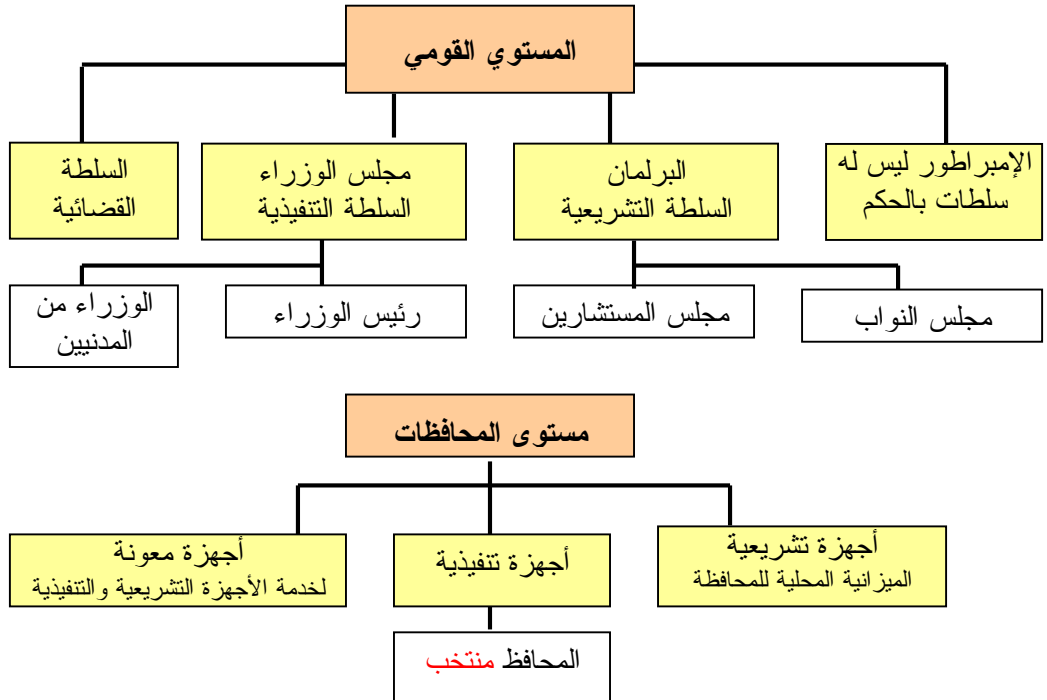 المستوي القومي
الإمبراطور ليس له
سلطات بالحكم
البرلمان
السلطة التشريعية
مجلس الوزراء
السلطة التنفيذية
السلطة
القضائية
مجلس النواب
مجلس المستشارين
رئيس الوزراء
الوزراء من
المدنيين
مستوى المحافظات
أجهزة تشريعية
الميزانية المحلية للمحافظة
أجهزة تنفيذية
أجهزة معونة
لخدمة الأجهزة التشريعية والتنفيذية
المحافظ منتخب